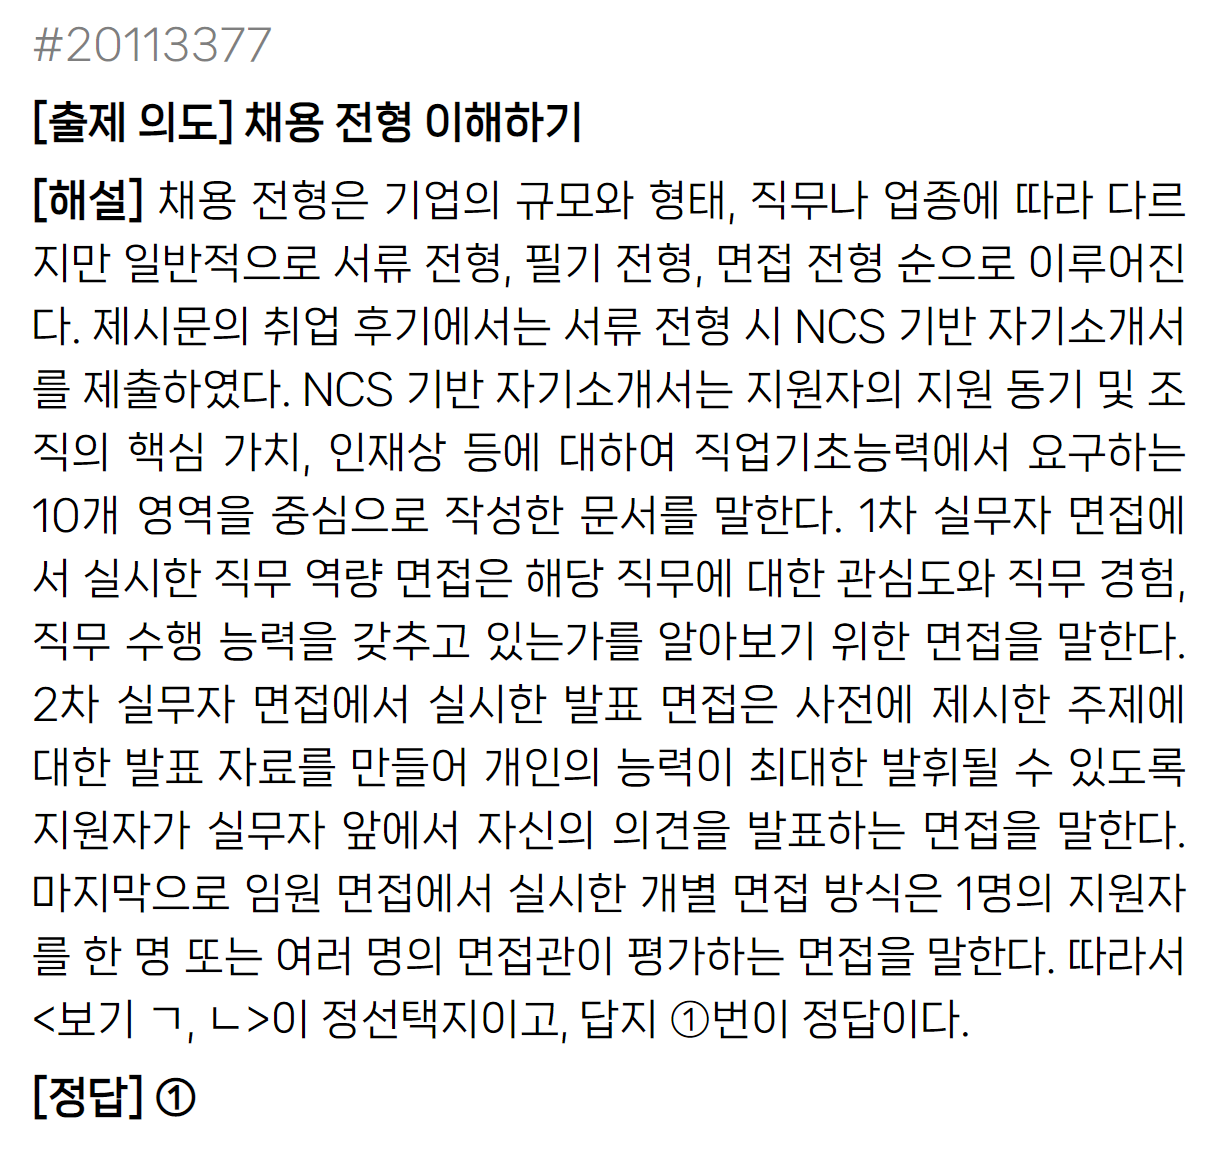 #20113377
[출제 의도] 채용 전형 이해하기
[해설] 채용 전형은 기업의 규모와 형태, 직무나 업종에 따라 다르
지만 일반적으로 서류 전형, 필기 전형, 면접 전형 순으로 이루어진
다. 제시문의 취업 후기에서는 서류 전형 시 NCS 기반 자기소개서
를 제출하였다. NCS 기반 자기소개서는 지원자의 지원 동기 및 조
직의 핵심 가치, 인재상 등에 대하여 직업기초능력에서 요구하는
10개 영역을 중심으로 작성한 문서를 말한다. 1차 실무자 면접에
서 실시한 직무 역량 면접은 해당 직무에 대한 관심도와 직무 경험,
직무 수행 능력을 갖추고 있는가를 알아보기 위한 면접을 말한다.
2차 실무자 면접에서 실시한 발표 면접은 사전에 제시한 주제에
대한 발표 자료를 만들어 개인의 능력이 최대한 발휘될 수 있도록
지원자가 실무자 앞에서 자신의 의견을 발표하는 면접을 말한다.
마지막으로 임원 면접에서 실시한 개별 면접 방식은 1명의 지원자
를 한 명 또는 여러 명의 면접관이 평가하는 면접을 말한다. 따라서
<보기 ㄱ, ㄴ>이 정선택지이고, 답지 ①번이 정답이다.
[정답] ①